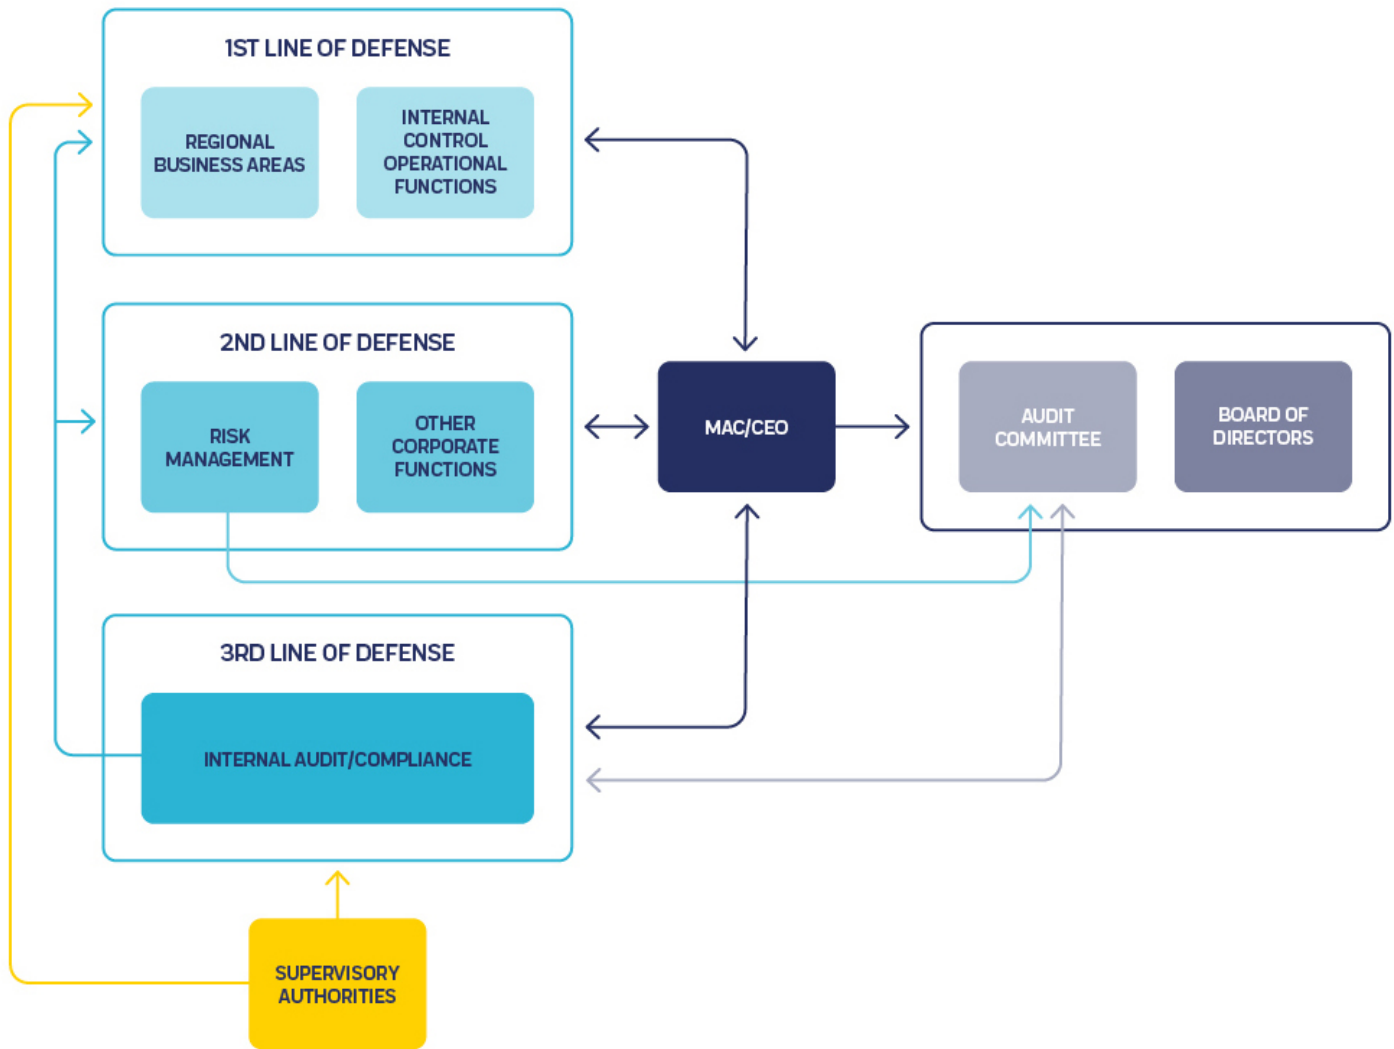 1ST LINE OF DEFENSE
REGIONAL
BUSINESS AREAS
INTERNAL
CONTROL
OPERATIONAL
FUNCTIONS
2ND LINE OF DEFENSE
RISK
MANAGEMENT
OTHER
CORPORATE
FUNCTIONS
MAC/CEO
AUDIT
COMMITTEE
BOARD OF
DIRECTORS
3RD LINE OF DEFENSE
INTERNAL AUDIT/COMPLIANCE
SUPERVISORY
AUTHORITIES